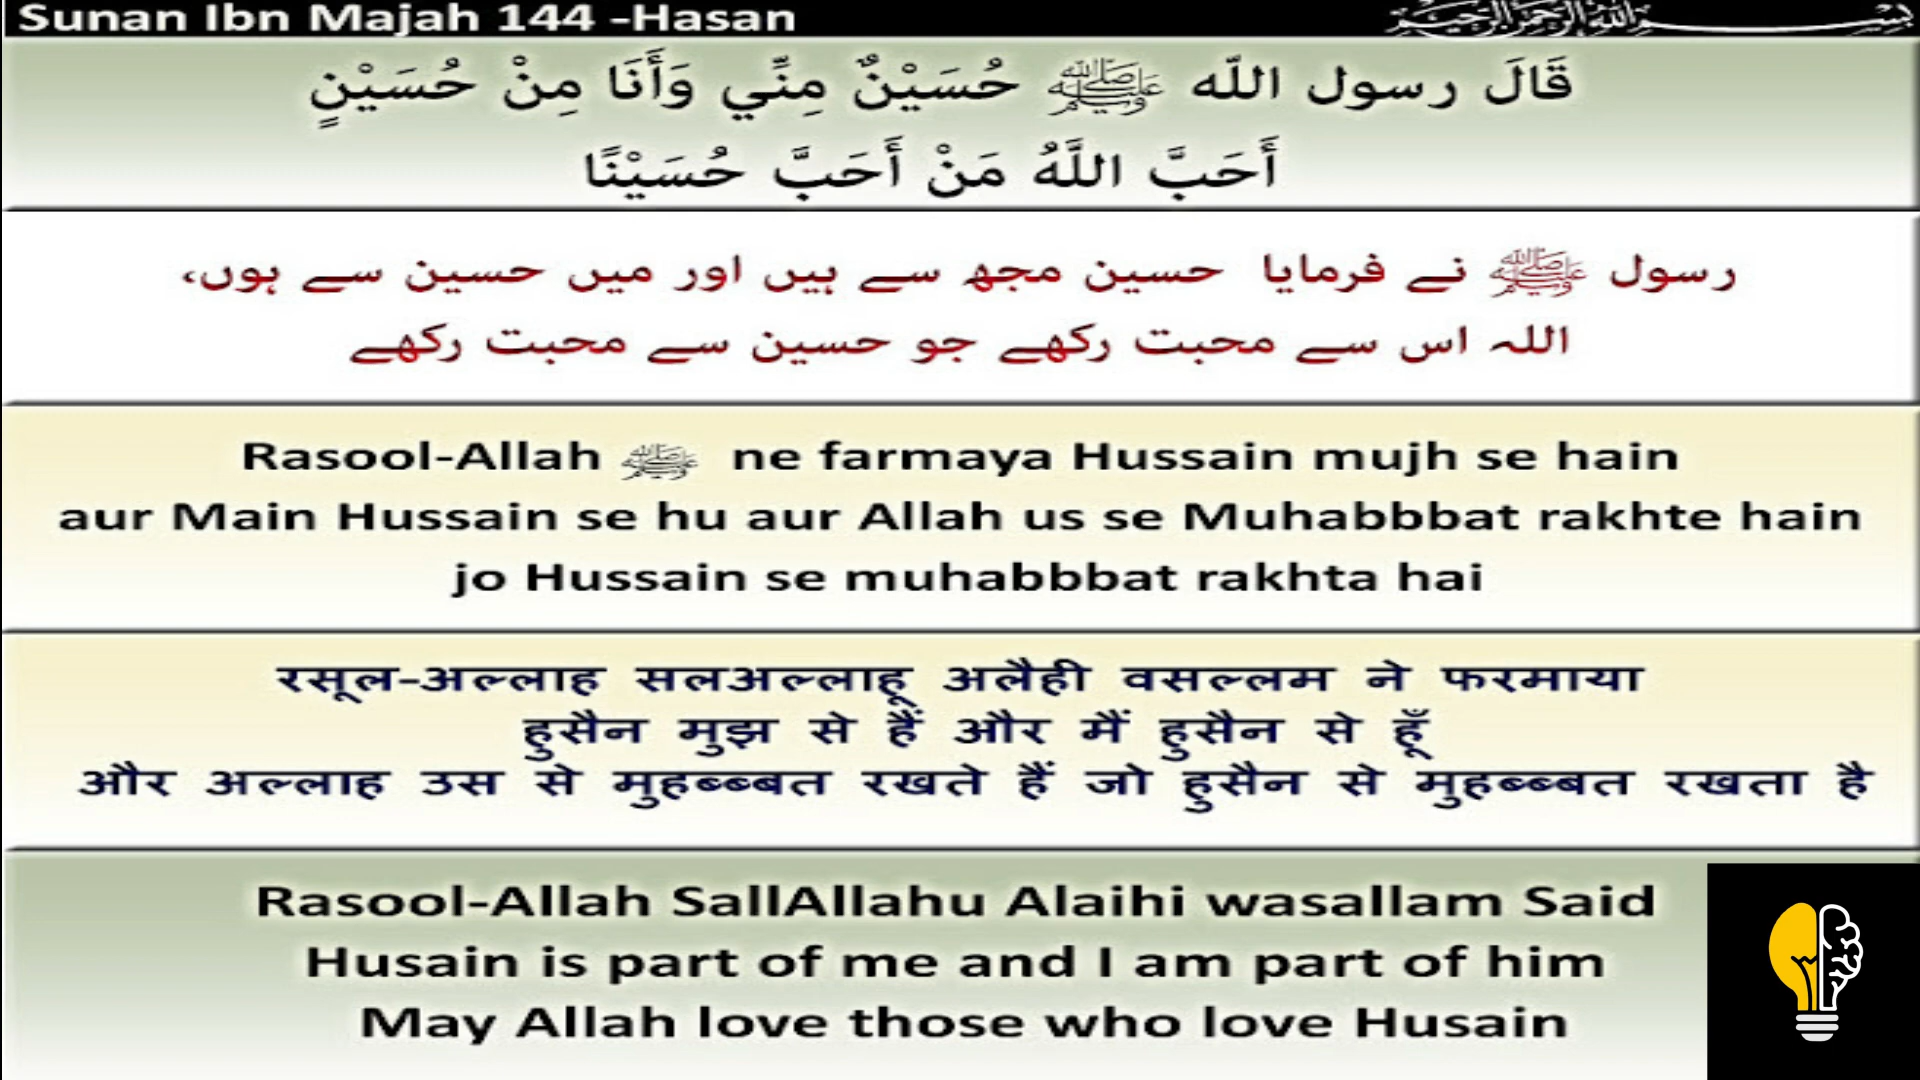 Sunan Ibn Majah 144 -Hasan
بِسْمِ اللهِ الرَّحْمٰنِ الرَّحِيْمِ
قَالَ رسول اللّه ﷺ حُسَيْنٌ مِنِّي وَأَنَا مِنْ حُسَيْنٍ
أَحَبَّ اللَّهُ مَنْ أَحَبَّ حُسَيْنًا
رسول ﷺ نے فرمایا حسین مجھ سے ہیں اور میں حسین سے ہوں،
اللہ اس سے محبت رکھے جو حسین سے محبت رکھے
Rasool-Allah ﷺ ne farmaya Hussain mujh se hain
aur Main Hussain se hu aur Allah us se Muhabbbat rakhte hain
jo Hussain se muhabbbat rakhta hai
रसूल-अल्लाह सलअल्लाहू अलैही वसल्लम ने फरमाया
हुसैन मुझ से हैं और मैं हुसैन से हूँ
और अल्लाह उस से मुहब्ब्बत रखते हैं जो हुसैन से मुहब्ब्बत रखता है
Rasool-Allah SallAllahu Alaihi wasallam Said
Husain is part of me and I am part of him
May Allah love those who love Husain